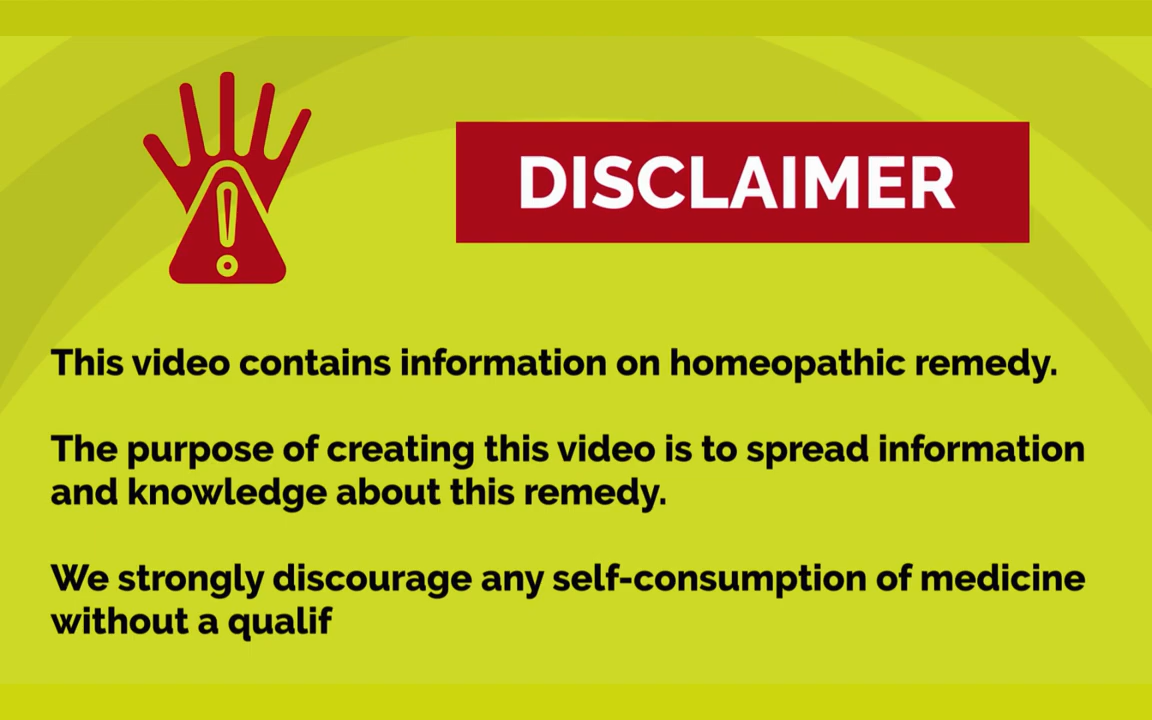 DISCLAIMER
This video contains information on homeopathic remedy.
The purpose of creating this video is to spread information
and knowledge about this remedy.
We strongly discourage any self-consumption of medicine
without a qualif